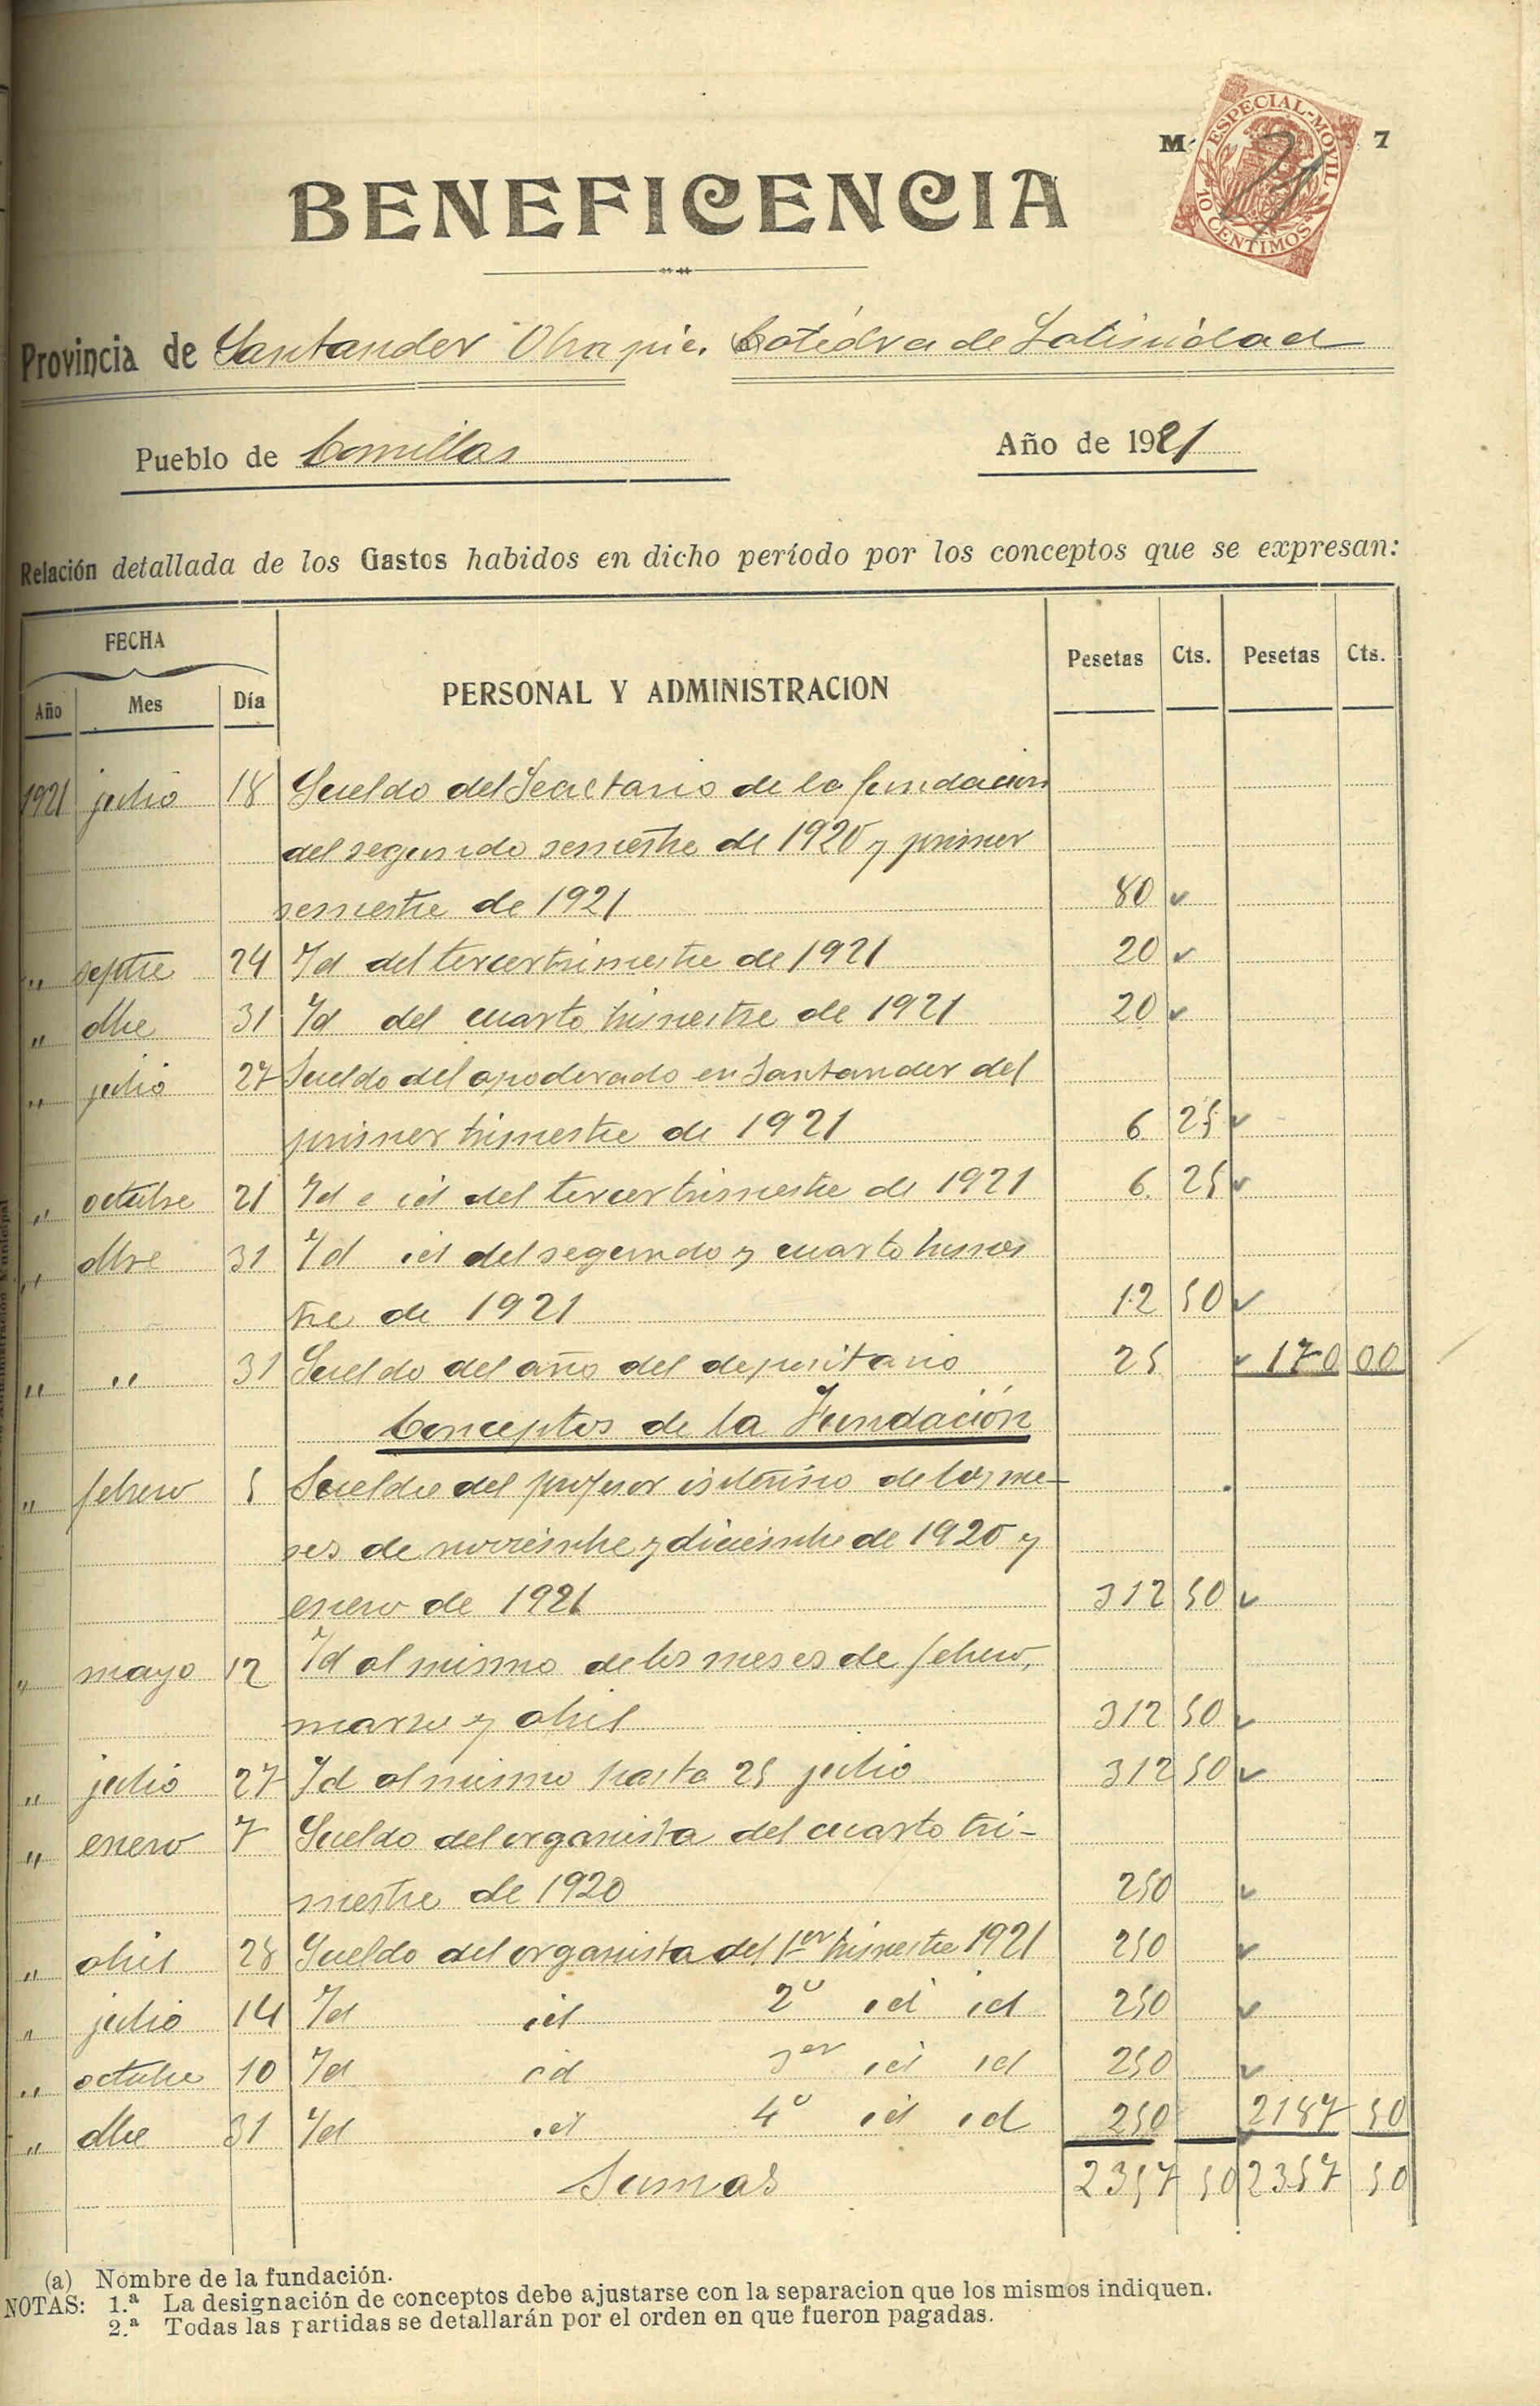 M. 7
ESPECIAL-MOVIL
10 CENTIMOS
21
BENEFICENCIA
Provincia de Santander Obra pía. Cátedra de Latinidad
Pueblo de Comillas Año de 1921
Relación detallada de los Gastos habidos en dicho período por los conceptos que se expresan:
FECHA
Año Mes Día PERSONAL Y ADMINISTRACION Pesetas Cts. Pesetas Cts.
1921 julio 18 Sueldo del Secretario de la fundación
del segundo semestre de 1920 y primer
semestre de 1921 80
" septre 24 Id del tercer trimestre de 1921 20
" dbre 31 Id del cuarto trimestre de 1921 20
" julio 27 Sueldo del apoderado en Santander del
primer trimestre de 1921 6 25
" octubre 21 Id e id del tercer trimestre de 1921 6 25
" dbre 31 Id id del segundo y cuarto trimes
tre de 1921 12 50
" " 31 Sueldo del año del depositario 25 170 00
Conceptos de la Fundación
" febrero 5 Sueldo del profesor interino de los me-
ses de noviembre y diciembre de 1920 y
enero de 1921 312 50
" mayo 12 Id al mismo de los meses de febrero,
marzo y abril 312 50
" julio 27 Id al mismo hasta 25 julio 312 50
" enero 7 Sueldo del organista del cuarto tri-
mestre de 1920 250
" abril 28 Sueldo del organista del 1er trimestre 1921 250
" julio 14 Id id 2º id id 250
" octubre 10 Id id 3er id id 250
" dbre 31 Id id 4º id id 250 2187 50
Sumas 2357 50 2357 50
(a) Nombre de la fundación.
NOTAS: 1.ª La designación de conceptos debe ajustarse con la separacion que los mismos indiquen.
2.ª Todas las partidas se detallarán por el orden en que fueron pagadas.